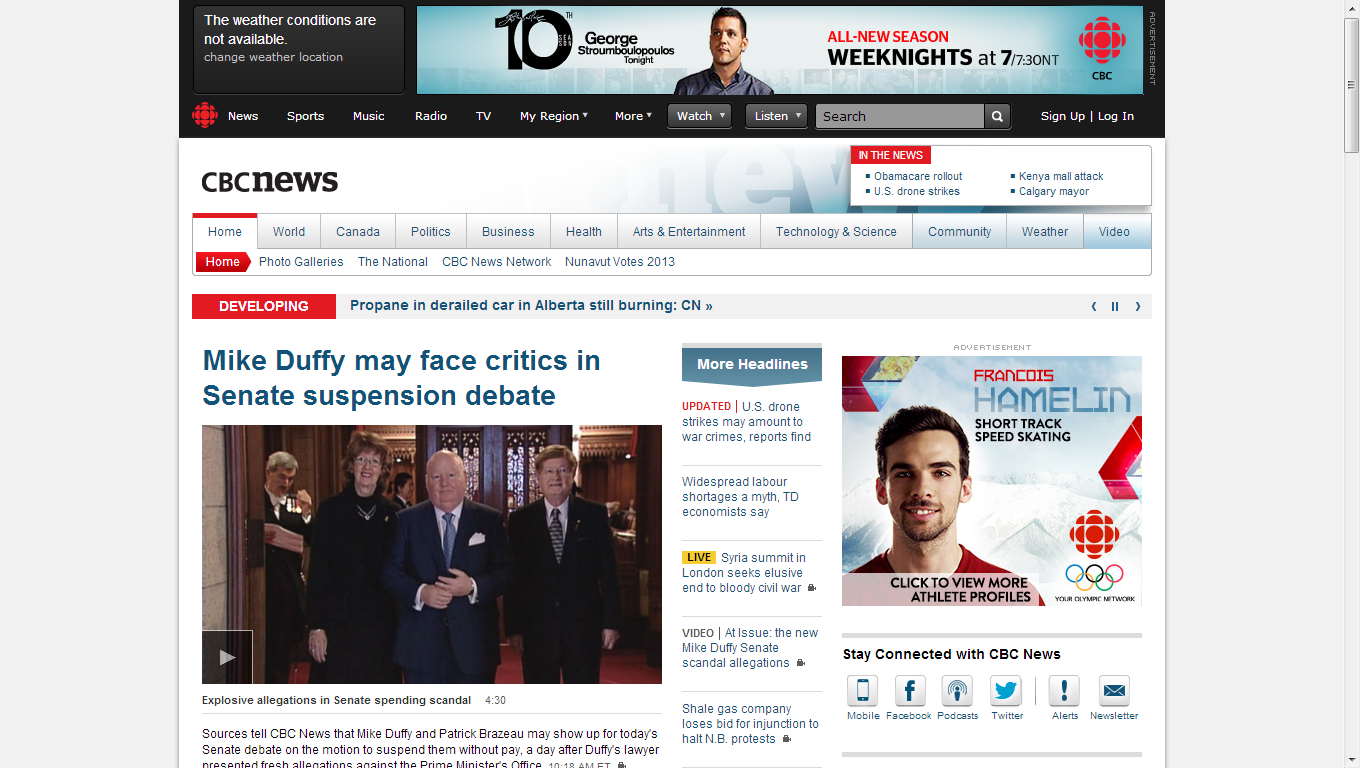 The weather conditions are
not available.
change weather location
10TH
SEASON
George
Stroumboulopoulos
Tonight
ALL-NEW SEASON
WEEKNIGHTS at 7/7:30NT
CBC
ADVERTISEMENT
News Sports Music Radio TV My Region More Watch Listen Search Sign Up | Log In
CBCnews
news
IN THE NEWS
Obamacare rollout Kenya mall attack
U.S. drone strikes Calgary mayor
Home World Canada Politics Business Health Arts & Entertainment Technology & Science Community Weather Video
Home Photo Galleries The National CBC News Network Nunavut Votes 2013
DEVELOPING Propane in derailed car in Alberta still burning: CN »
Mike Duffy may face critics in
Senate suspension debate
Explosive allegations in Senate spending scandal 4:30
Sources tell CBC News that Mike Duffy and Patrick Brazeau may show up for today's
Senate debate on the motion to suspend them without pay, a day after Duffy's lawyer
presented fresh allegations against the Prime Minister's Office. 10:18 AM ET
More Headlines
UPDATED | U.S. drone
strikes may amount to
war crimes, reports find
Widespread labour
shortages a myth, TD
economists say
LIVE Syria summit in
London seeks elusive
end to bloody civil war
VIDEO | At Issue: the new
Mike Duffy Senate
scandal allegations
Shale gas company
loses bid for injunction to
halt N.B. protests
ADVERTISEMENT
FRANCOIS
HAMELIN
SHORT TRACK
SPEED SKATING
CLICK TO VIEW MORE
ATHLETE PROFILES
YOUR OLYMPIC NETWORK
Stay Connected with CBC News
Mobile Facebook Podcasts Twitter Alerts Newsletter